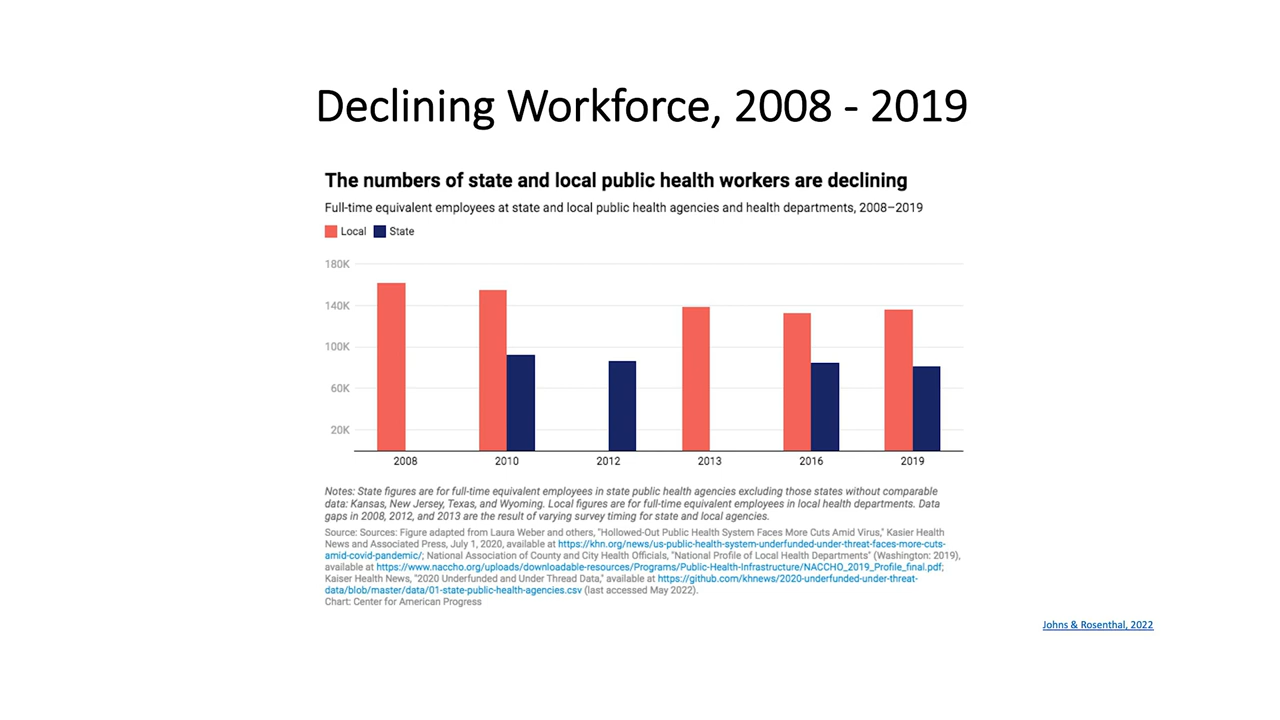 Declining Workforce, 2008 - 2019
The numbers of state and local public health workers are declining
Full-time equivalent employees at state and local public health agencies and health departments, 2008–2019
Local State
180K
140K
100K
60K
20K
2008 2010 2012 2013 2016 2019
Notes: State figures are for full-time equivalent employees in state public health agencies excluding those states without comparable
data: Kansas, New Jersey, Texas, and Wyoming. Local figures are for full-time equivalent employees in local health departments. Data
gaps in 2008, 2012, and 2013 are the result of varying survey timing for state and local agencies.
Source: Sources: Figure adapted from Laura Weber and others, "Hollowed-Out Public Health System Faces More Cuts Amid Virus," Kasier Health
News and Associated Press, July 1, 2020, available at https://khn.org/news/us-public-health-system-underfunded-under-threat-faces-more-cuts-
amid-covid-pandemic/; National Association of County and City Health Officials, "National Profile of Local Health Departments" (Washington: 2019),
available at https://www.naccho.org/uploads/downloadable-resources/Programs/Public-Health-Infrastructure/NACCHO_2019_Profile_final.pdf;
Kaiser Health News, "2020 Underfunded and Under Thread Data," available at https://github.com/khnews/2020-underfunded-under-threat-
data/blob/master/data/01-state-public-health-agencies.csv (last accessed May 2022).
Chart: Center for American Progress
Johns & Rosenthal, 2022